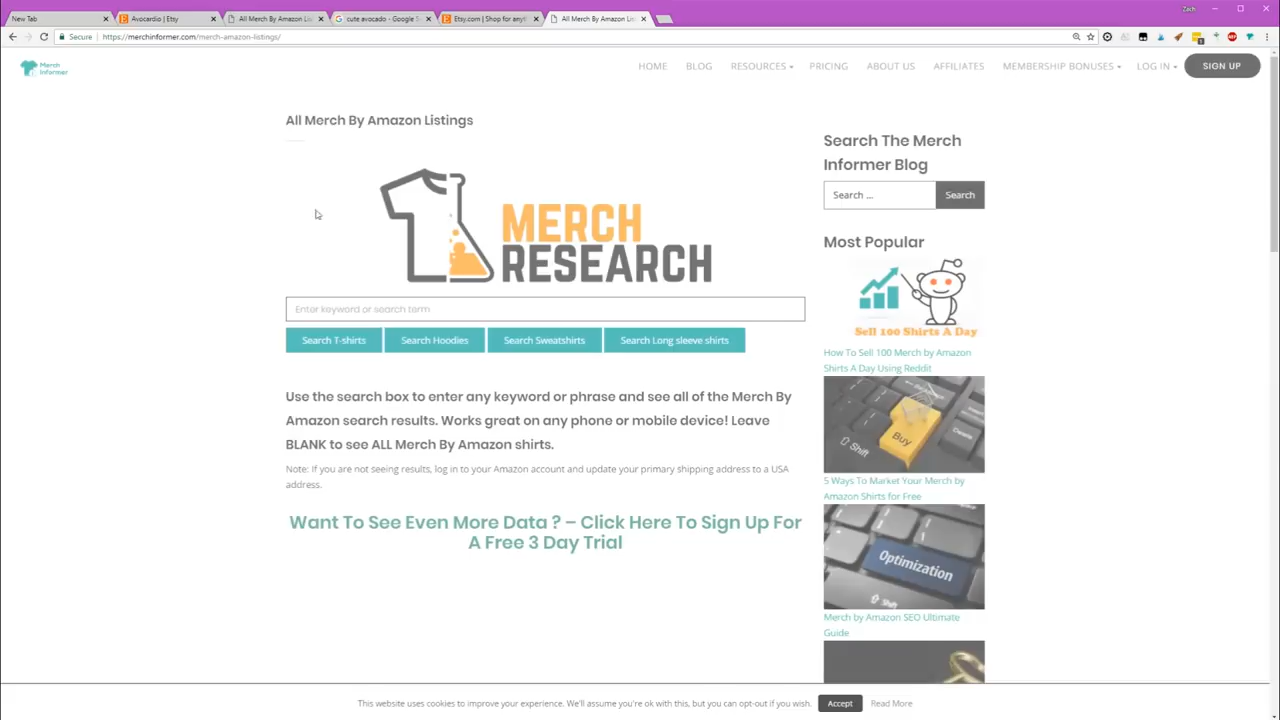 Zach
New Tab
Avocardio | Etsy
All Merch By Amazon Lis
cute avocado - Google S
Etsy.com | Shop for anyt
All Merch By Amazon Lis
Secure
https://merchinformer.com/merch-amazon-listings/
Merch
Informer
HOME
BLOG
RESOURCES
PRICING
ABOUT US
AFFILIATES
MEMBERSHIP BONUSES
LOG IN
SIGN UP
All Merch By Amazon Listings
MERCH
RESEARCH
Enter keyword or search term
Search T-shirts
Search Hoodies
Search Sweatshirts
Search Long sleeve shirts
Use the search box to enter any keyword or phrase and see all of the Merch By
Amazon search results. Works great on any phone or mobile device! Leave
BLANK to see ALL Merch By Amazon shirts.
Note: If you are not seeing results, log in to your Amazon account and update your primary shipping address to a USA
address.
Want To See Even More Data ? – Click Here To Sign Up For
A Free 3 Day Trial
Search The Merch
Informer Blog
Search ...
Search
Most Popular
Sell 100 Shirts A Day
How To Sell 100 Merch by Amazon
Shirts A Day Using Reddit
Buy
Shift
5 Ways To Market Your Merch by
Amazon Shirts for Free
Optimization
Shift
Merch by Amazon SEO Ultimate
Guide
This website uses cookies to improve your experience. We'll assume you're ok with this, but you can opt-out if you wish.
Accept
Read More